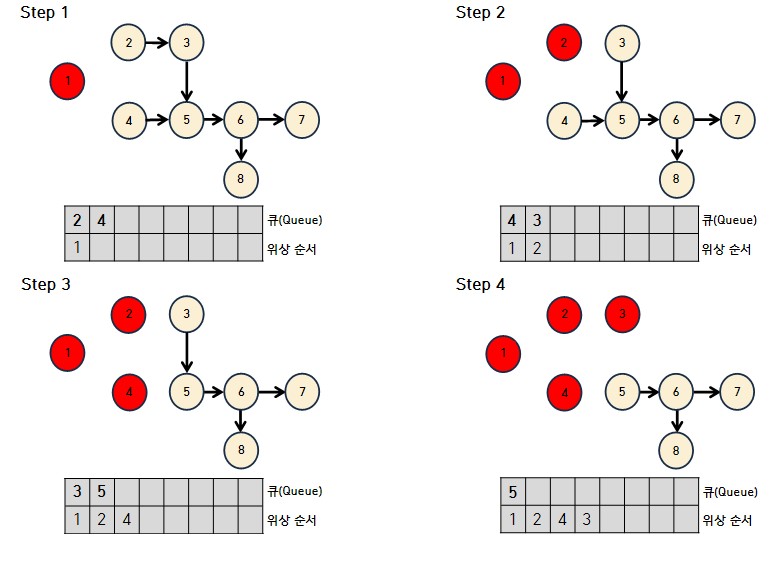 Step 1
2 3
1
4 5 6 7
8
2 4 큐(Queue)
1 위상 순서
Step 2
2 3
1
4 5 6 7
8
4 3 큐(Queue)
1 2 위상 순서
Step 3
2 3
1
4 5 6 7
8
3 5 큐(Queue)
1 2 4 위상 순서
Step 4
2 3
1
4 5 6 7
8
5 큐(Queue)
1 2 4 3 위상 순서